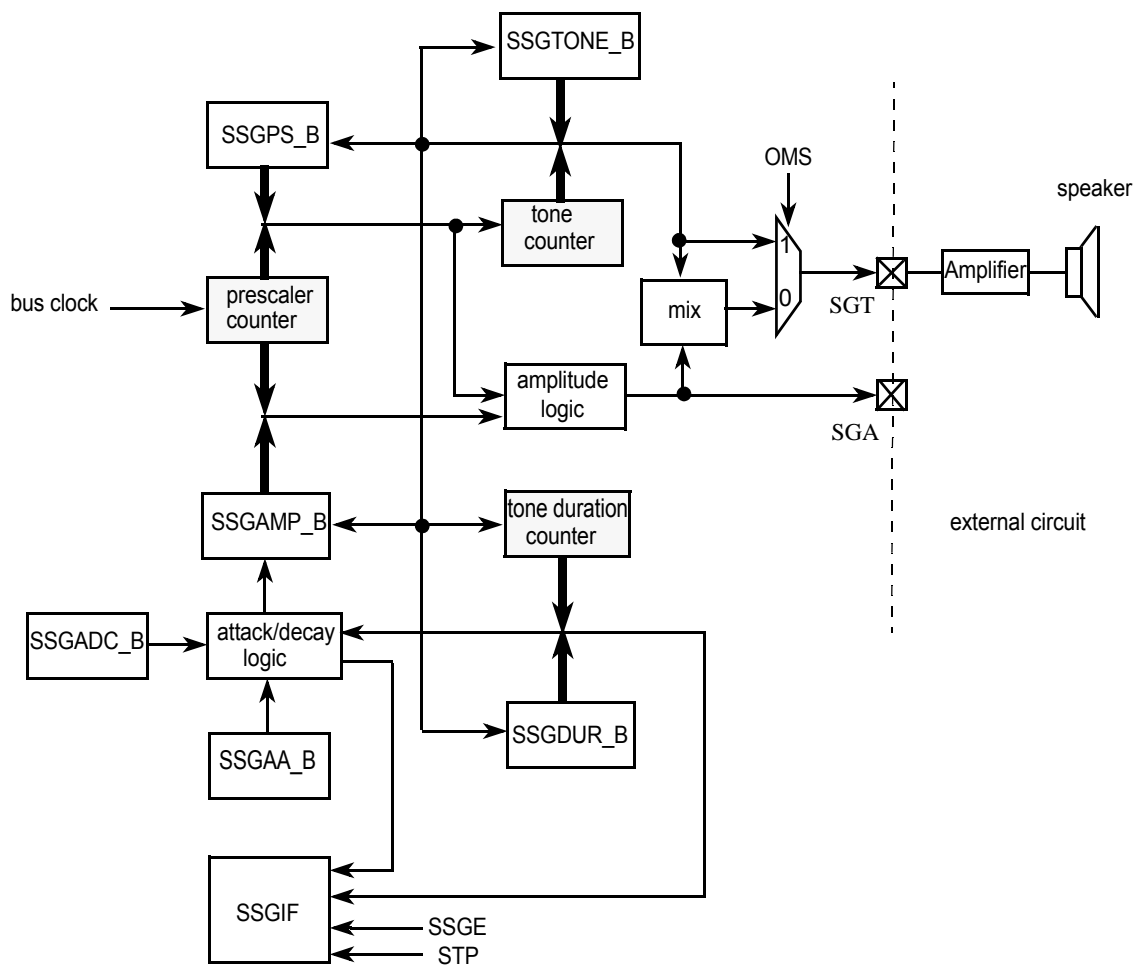 SSGTONE_B
SSGPS_B
OMS
speaker
tone
counter
1
bus clock
prescaler
counter
mix
0
SGT
Amplifier
amplitude
logic
SGA
SSGAMP_B
tone duration
counter
external circuit
SSGADC_B
attack/decay
logic
SSGDUR_B
SSGAA_B
SSGIF
SSGE
STP